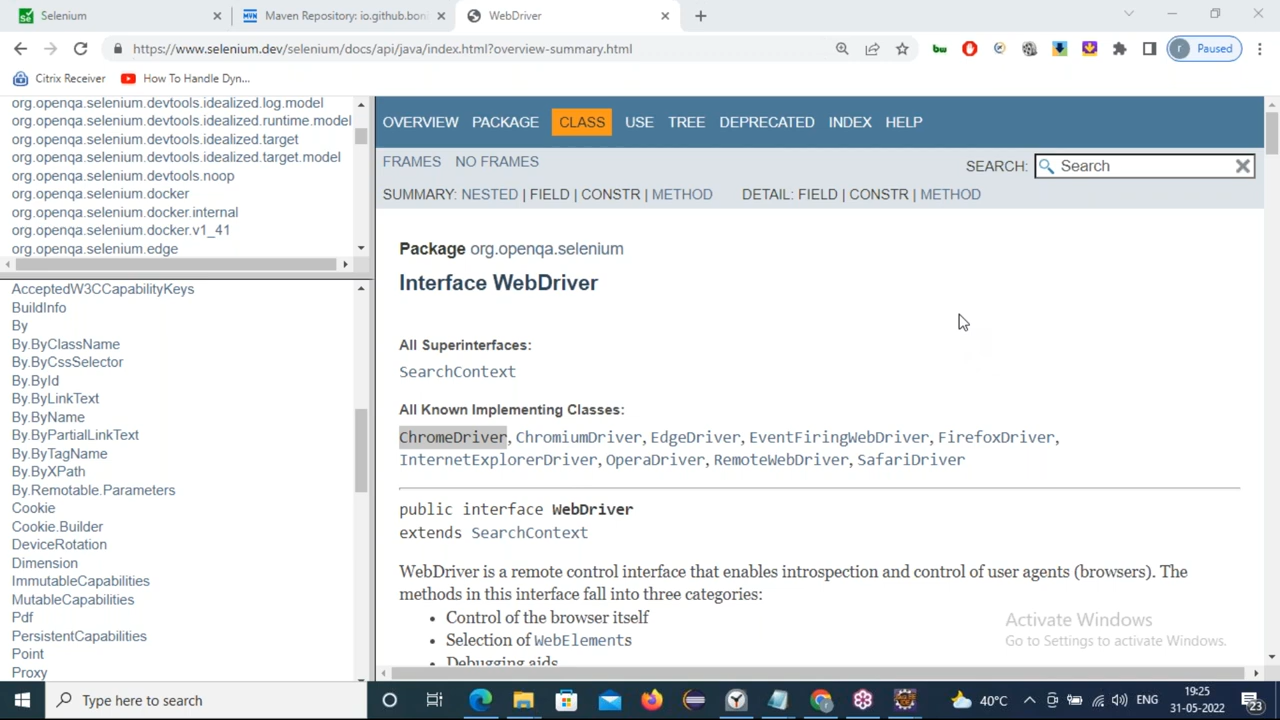 Selenium
Maven Repository: io.github.boni
WebDriver
https://www.selenium.dev/selenium/docs/api/java/index.html?overview-summary.html
Paused
Citrix Receiver
How To Handle Dyn...
org.openqa.selenium.devtools.idealized.log.model
org.openqa.selenium.devtools.idealized.runtime.model
org.openqa.selenium.devtools.idealized.target
org.openqa.selenium.devtools.idealized.target.model
org.openqa.selenium.devtools.noop
org.openqa.selenium.docker
org.openqa.selenium.docker.internal
org.openqa.selenium.docker.v1_41
org.openqa.selenium.edge
AcceptedW3CCapabilityKeys
BuildInfo
By
By.ByClassName
By.ByCssSelector
By.ById
By.ByLinkText
By.ByName
By.ByPartialLinkText
By.ByTagName
By.ByXPath
By.Remotable.Parameters
Cookie
Cookie.Builder
DeviceRotation
Dimension
ImmutableCapabilities
MutableCapabilities
Pdf
PersistentCapabilities
Point
Proxy
OVERVIEW PACKAGE CLASS USE TREE DEPRECATED INDEX HELP
FRAMES NO FRAMES
SEARCH: Search
SUMMARY: NESTED | FIELD | CONSTR | METHOD DETAIL: FIELD | CONSTR | METHOD
Package org.openqa.selenium
Interface WebDriver
All Superinterfaces:
SearchContext
All Known Implementing Classes:
ChromeDriver, ChromiumDriver, EdgeDriver, EventFiringWebDriver, FirefoxDriver,
InternetExplorerDriver, OperaDriver, RemoteWebDriver, SafariDriver
public interface WebDriver
extends SearchContext
WebDriver is a remote control interface that enables introspection and control of user agents (browsers). The
methods in this interface fall into three categories:
• Control of the browser itself
• Selection of WebElements
• Debugging aids
Activate Windows
Go to Settings to activate Windows.
Type here to search
40°C
ENG
19:25
31-05-2022
23